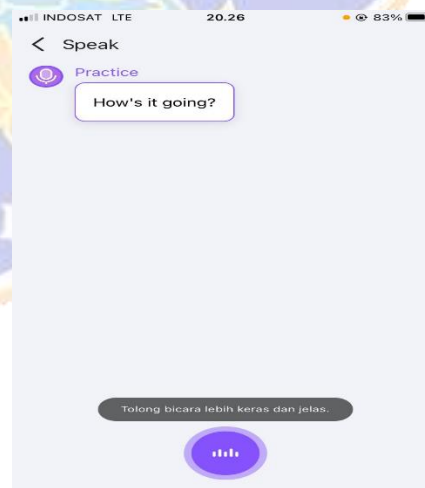 INDOSAT LTE 20.26 83%
Speak
Practice
How's it going?
Tolong bicara lebih keras dan jelas.